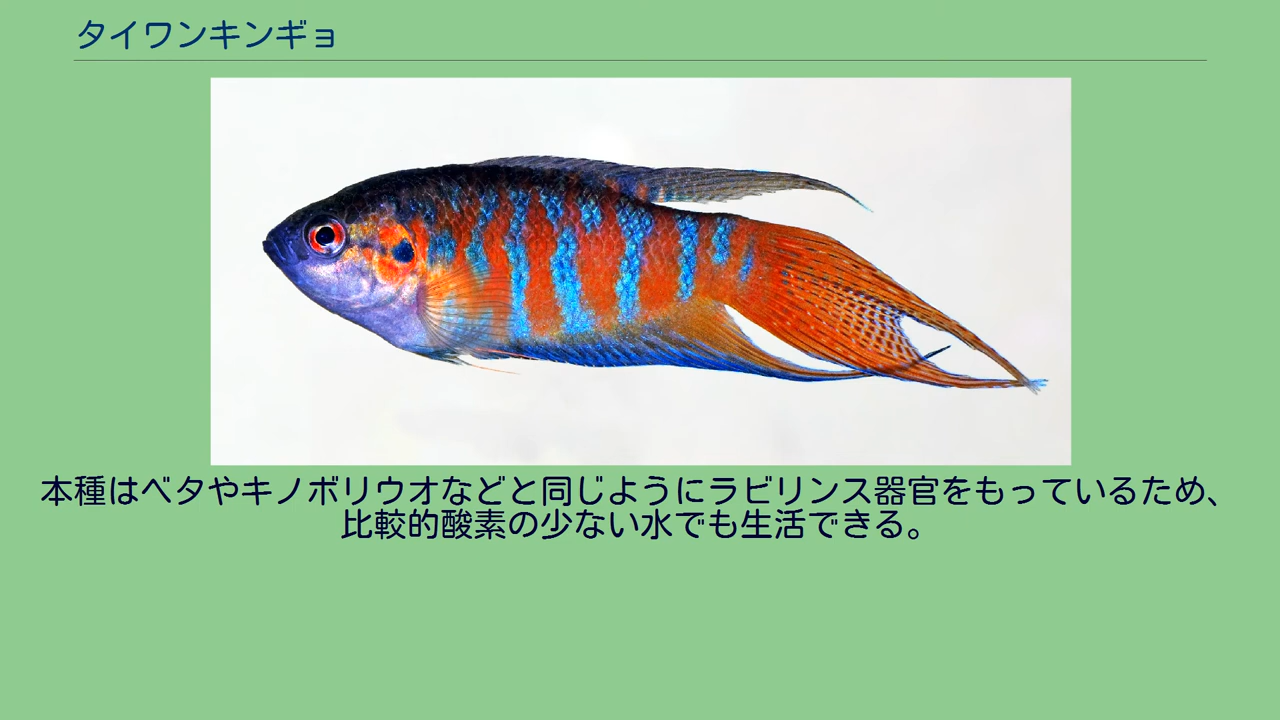 タイワンキンギョ
本種はベタやキノボリウオなどと同じようにラビリンス器官をもっているため、
比較的酸素の少ない水でも生活できる。